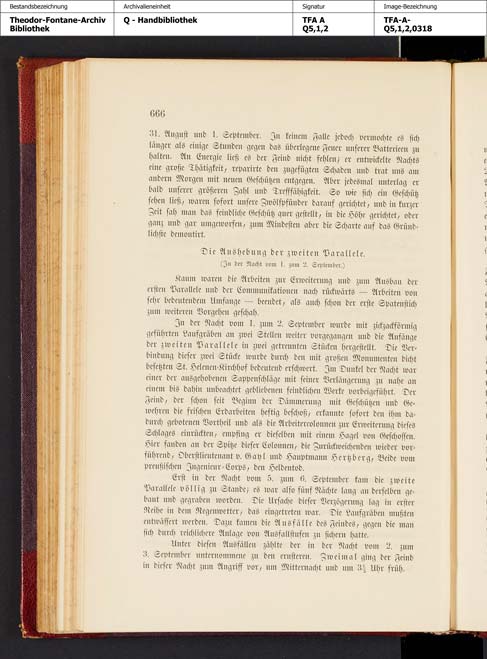 Bestandsbezeichnung
Archivalieneinheit
Signatur
Image-Bezeichnung
Theodor-Fontane-Archiv
Bibliothek
Q - Handbibliothek
TFA A
Q5,1,2
TFA-A-
Q5,1,2,0318
666
31. August und 1. September. In keinem Falle jedoch vermochte es sich
länger als einige Stunden gegen das überlegene Feuer unserer Batterieen zu
halten. An Energie ließ es der Feind nicht fehlen; er entwickelte Nachts
eine große Thätigkeit, reparirte den zugefügten Schaden und trat uns am
andern Morgen mit neuen Geschützen entgegen. Aber jedesmal unterlag er
bald unserer größeren Zahl und Trefffähigkeit. So wie sich ein Geschütz
sehen ließ, waren sofort unsere Zwölfpfünder darauf gerichtet, und in kurzer
Zeit sah man das feindliche Geschütz quer gestellt, in die Höhe gerichtet, oder
ganz und gar umgeworfen, zum Mindesten aber die Scharte auf das Gründ-
lichste demontirt.
Die Aushebung der zweiten Parallele.
(In der Nacht vom 1. zum 2. September.)
Kaum waren die Arbeiten zur Erweiterung und zum Ausbau der
ersten Parallele und der Communikationen nach rückwärts — Arbeiten von
sehr bedeutendem Umfange — beendet, als auch schon der erste Spatenstich
zum weiteren Vorgehen geschah.
In der Nacht vom 1. zum 2. September wurde mit zickzackförmig
geführten Laufgräben an zwei Stellen weiter vorgegangen und die Anfänge
der zweiten Parallele in zwei getrennten Stücken hergestellt. Die Ver-
bindung dieser zwei Stücke wurde durch den mit großen Monumenten dicht
besetzten St. Helenen-Kirchhof bedeutend erschwert. Im Dunkel der Nacht war
einer der ausgehobenen Sappenschläge mit seiner Verlängerung zu nahe an
einem bis dahin unbeachtet gebliebenen feindlichen Werke vorbeigeführt. Der
Feind, der schon seit Beginn der Dämmerung mit Geschützen und Ge-
wehren die frischen Erdarbeiten heftig beschoß, erkannte sofort den ihm da-
durch gebotenen Vortheil und als die Arbeitercolonnen zur Erweiterung dieses
Schlages einrückten, empfing er dieselben mit einem Hagel von Geschossen.
Hier fanden an der Spitze dieser Colonnen, die Zurückweichenden wieder vor-
führend, Oberstlieutenant v. Gayl und Hauptmann Hertzberg, Beide vom
preußischen Ingenieur-Corps, den Heldentod.
Erst in der Nacht vom 5. zum 6. September kam die zweite
Parallele völlig zu Stande; es war also fünf Nächte lang an derselben ge-
baut und gegraben worden. Die Ursache dieser Verzögerung lag in erster
Reihe in dem Regenwetter, das eingetreten war. Die Laufgräben mußten
entwässert werden. Dazu kamen die Ausfälle des Feindes, gegen die man
sich durch reichlichere Anlage von Ausfallstufen zu sichern hatte.
Unter diesen Ausfällen zählte der in der Nacht vom 2. zum
3. September unternommene zu den ernsteren. Zweimal ging der Feind
in dieser Nacht zum Angriff vor, um Mitternacht und um 3½ Uhr früh.